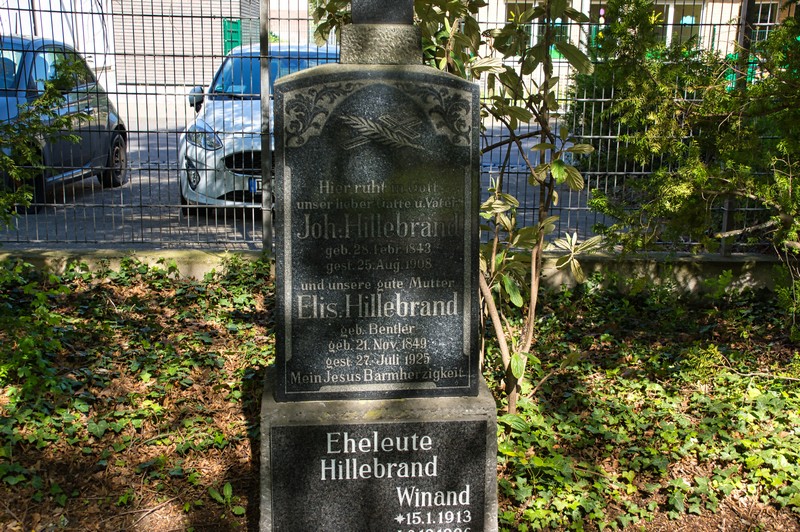 Hier ruht in Gott
unser lieber Gatte u. Vater
Joh. Hillebrand
geb. 28. Febr. 1843
gest. 25. Aug. 1908
und unsere gute Mutter
Elis. Hillebrand
geb. Bentler
geb. 21. Nov. 1849
gest. 27. Juli 1925
Mein Jesus Barmherzigkeit
Eheleute
Hillebrand
Winand
*15.1.1913